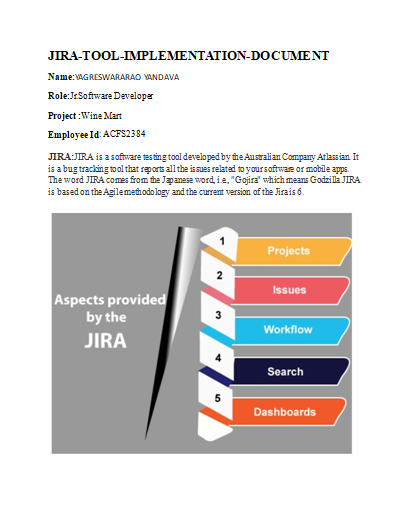 JIRA-TOOL-IMPLEMENTATION-DOCUMENT
Name:YAGRESWARARAO YANDAVA
Role:Jr.Software Developer
Project :Wine Mart
Employee Id: ACFS2384
JIRA:JIRA is a software testing tool developed by the Australian Company Atlassian. It
is a bug tracking tool that reports all the issues related to your software or mobile apps.
The word JIRA comes from the Japanese word, i.e., "Gojira" which means Godzilla.JIRA
is based on the Agile methodology and the current version of the Jira is 6.
Aspects provided
by the
JIRA
1 Projects
2 Issues
3 Workflow
4 Search
5 Dashboards